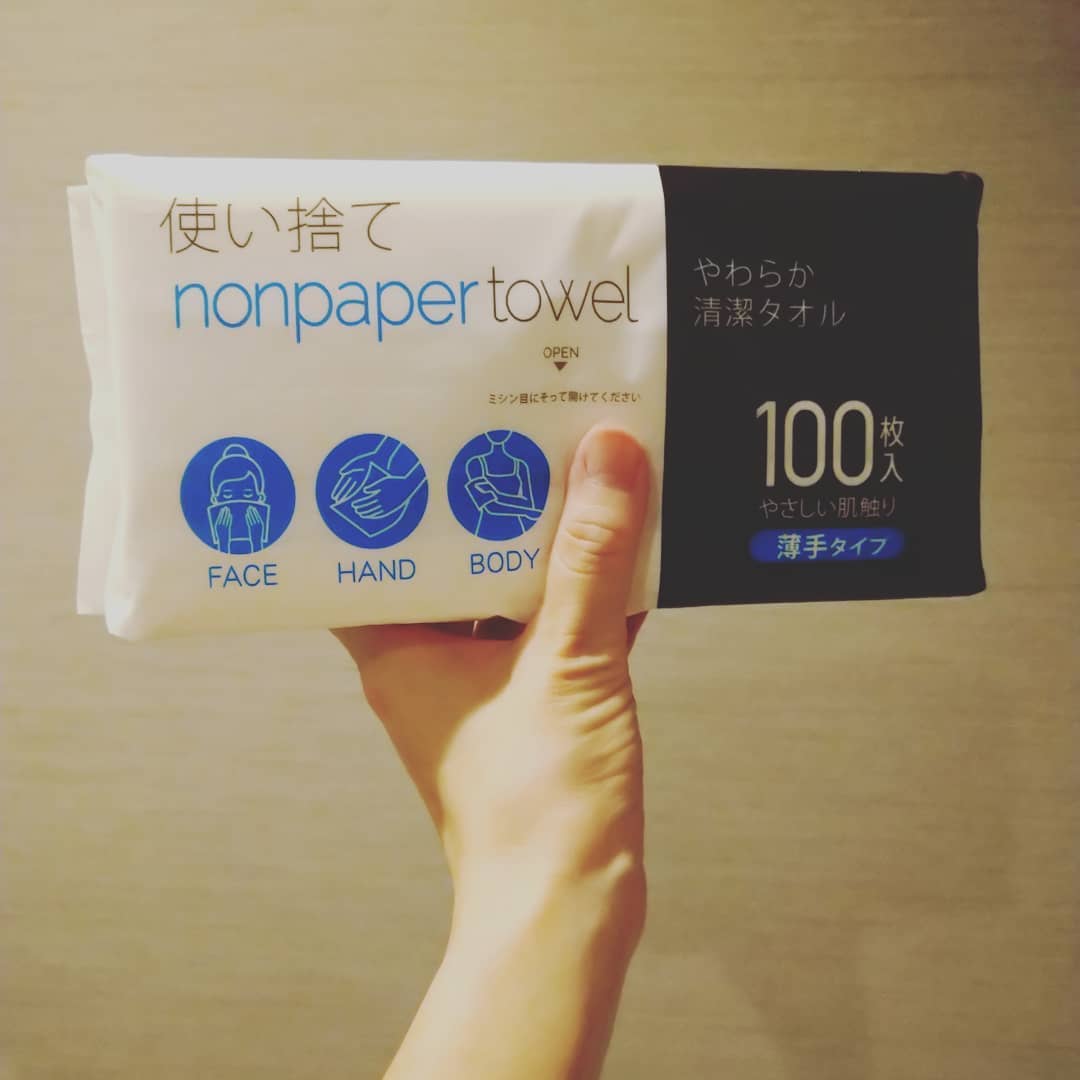 使い捨て
nonpaper towel
OPEN
ミシン目にそって開けてください
FACE
HAND
BODY
やわらか
清潔タオル
100枚入
やさしい肌触り
薄手タイプ